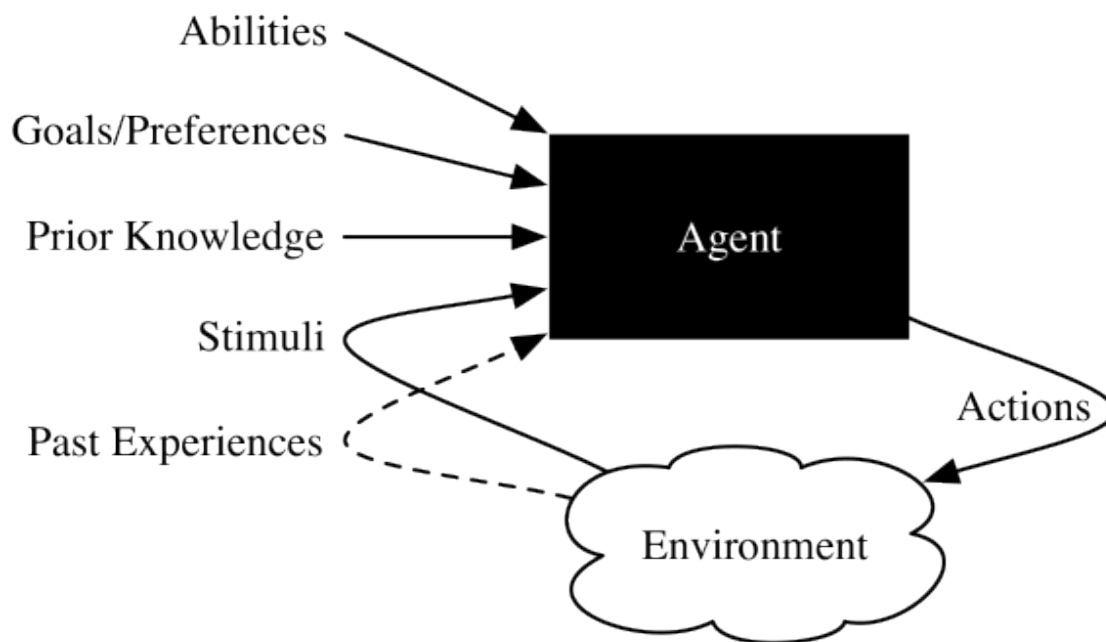 Abilities
Goals/Preferences
Prior Knowledge
Agent
Stimuli
Actions
Past Experiences
Environment